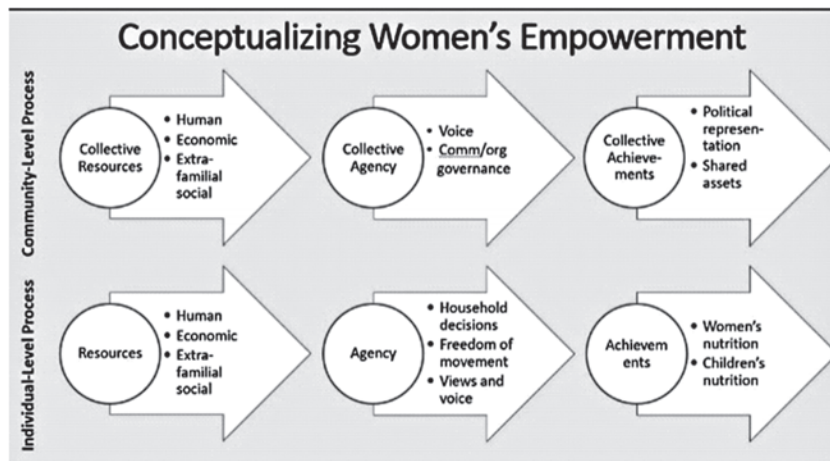 Conceptualizing Women's Empowerment
Community-Level Process
Collective
Resources
• Human
• Economic
• Extra-
familial
social
Collective
Agency
• Voice
• Comm/org
governance
Collective
Achieve-
ments
• Political
represen-
tation
• Shared
assets
Individual-Level Process
Resources
• Human
• Economic
• Extra-
familial
social
Agency
• Household
decisions
• Freedom of
movement
• Views and
voice
Achievem
ents
• Women's
nutrition
• Children's
nutrition